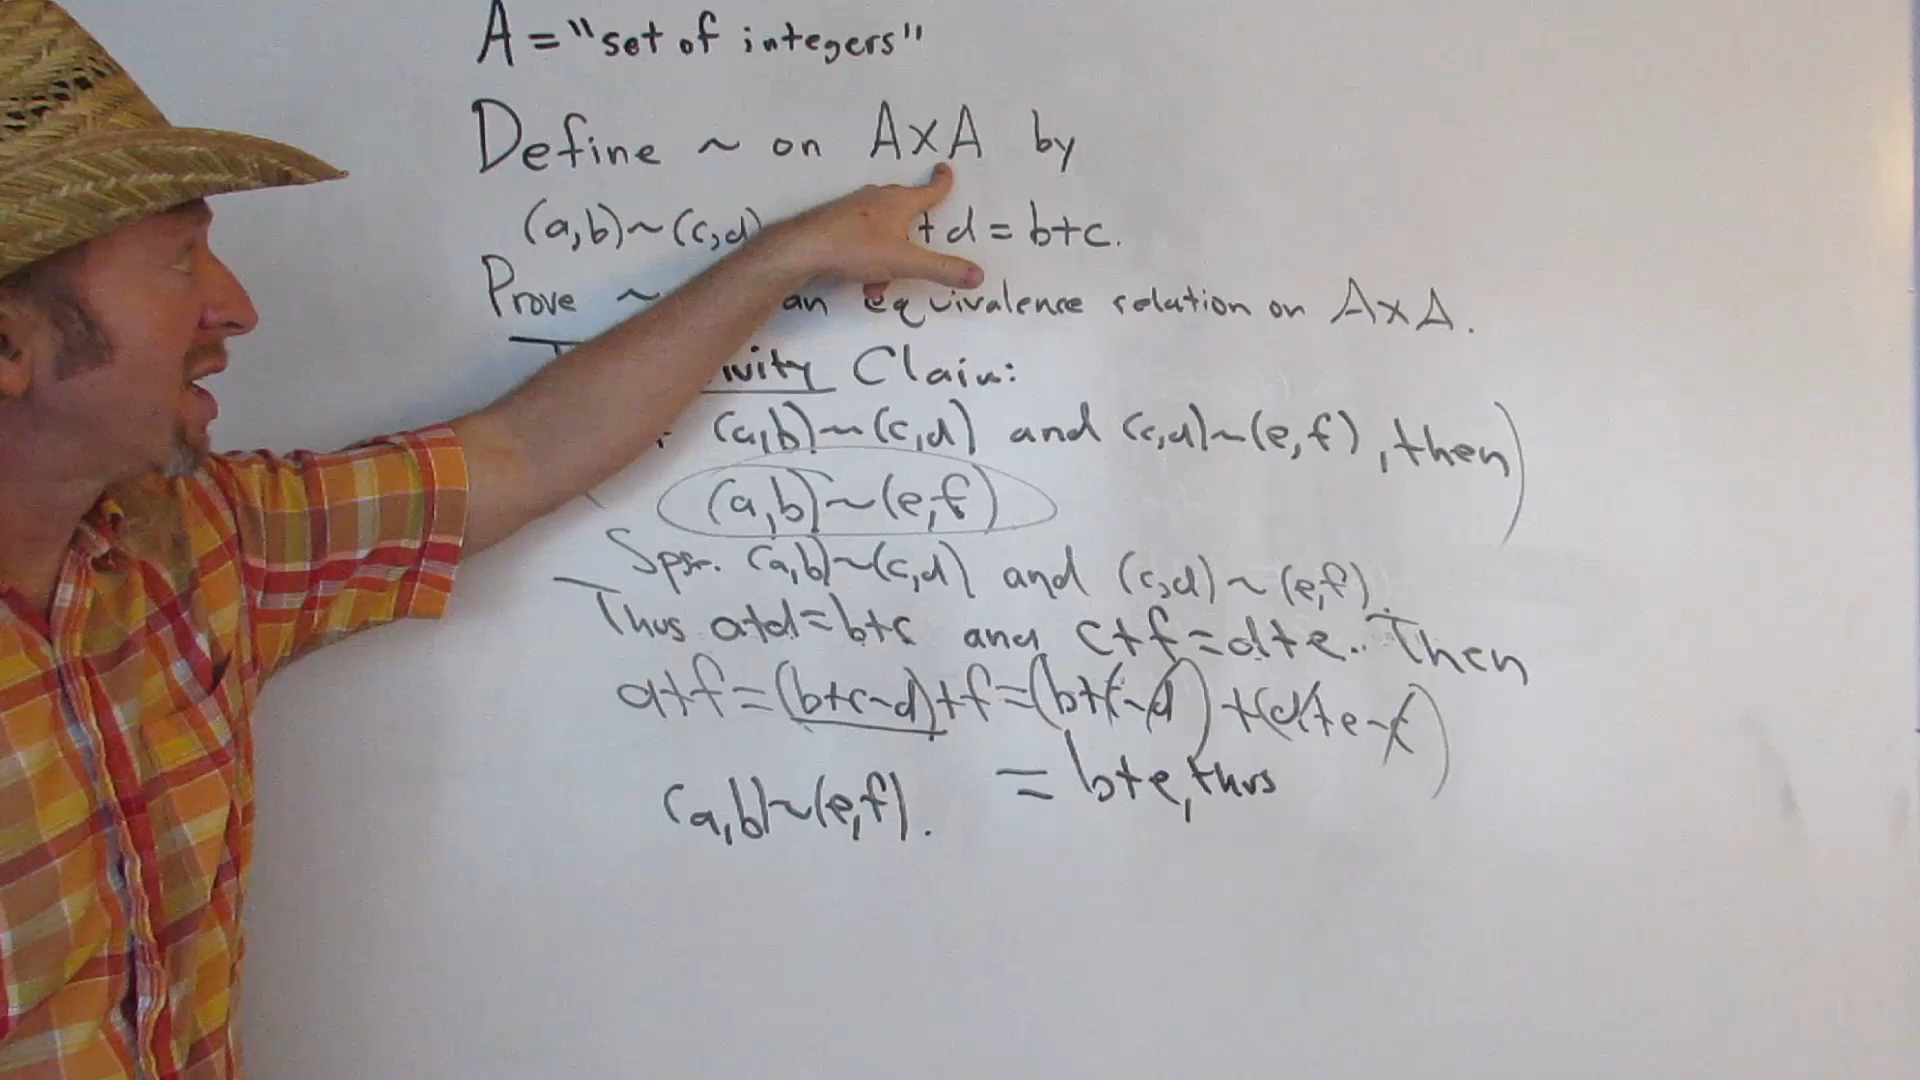 A = "set of integers"
Define ~ on A×A by
(a,b)~(c,d) +d = b+c.
Prove ~ an equivalence relation on A×A.
Claim:
(a,b)~(c,d) and (c,d)~(e,f), then)
(a,b)~(e,f)
Spse. (a,b)~(c,d) and (c,d)~(e,f).
Thus a+d=b+c and c+f=d+e. Then
a+f=(b+c-d)+f=(b+c-d)+(d+e-c)
= b+e, thus
(a,b)~(e,f).